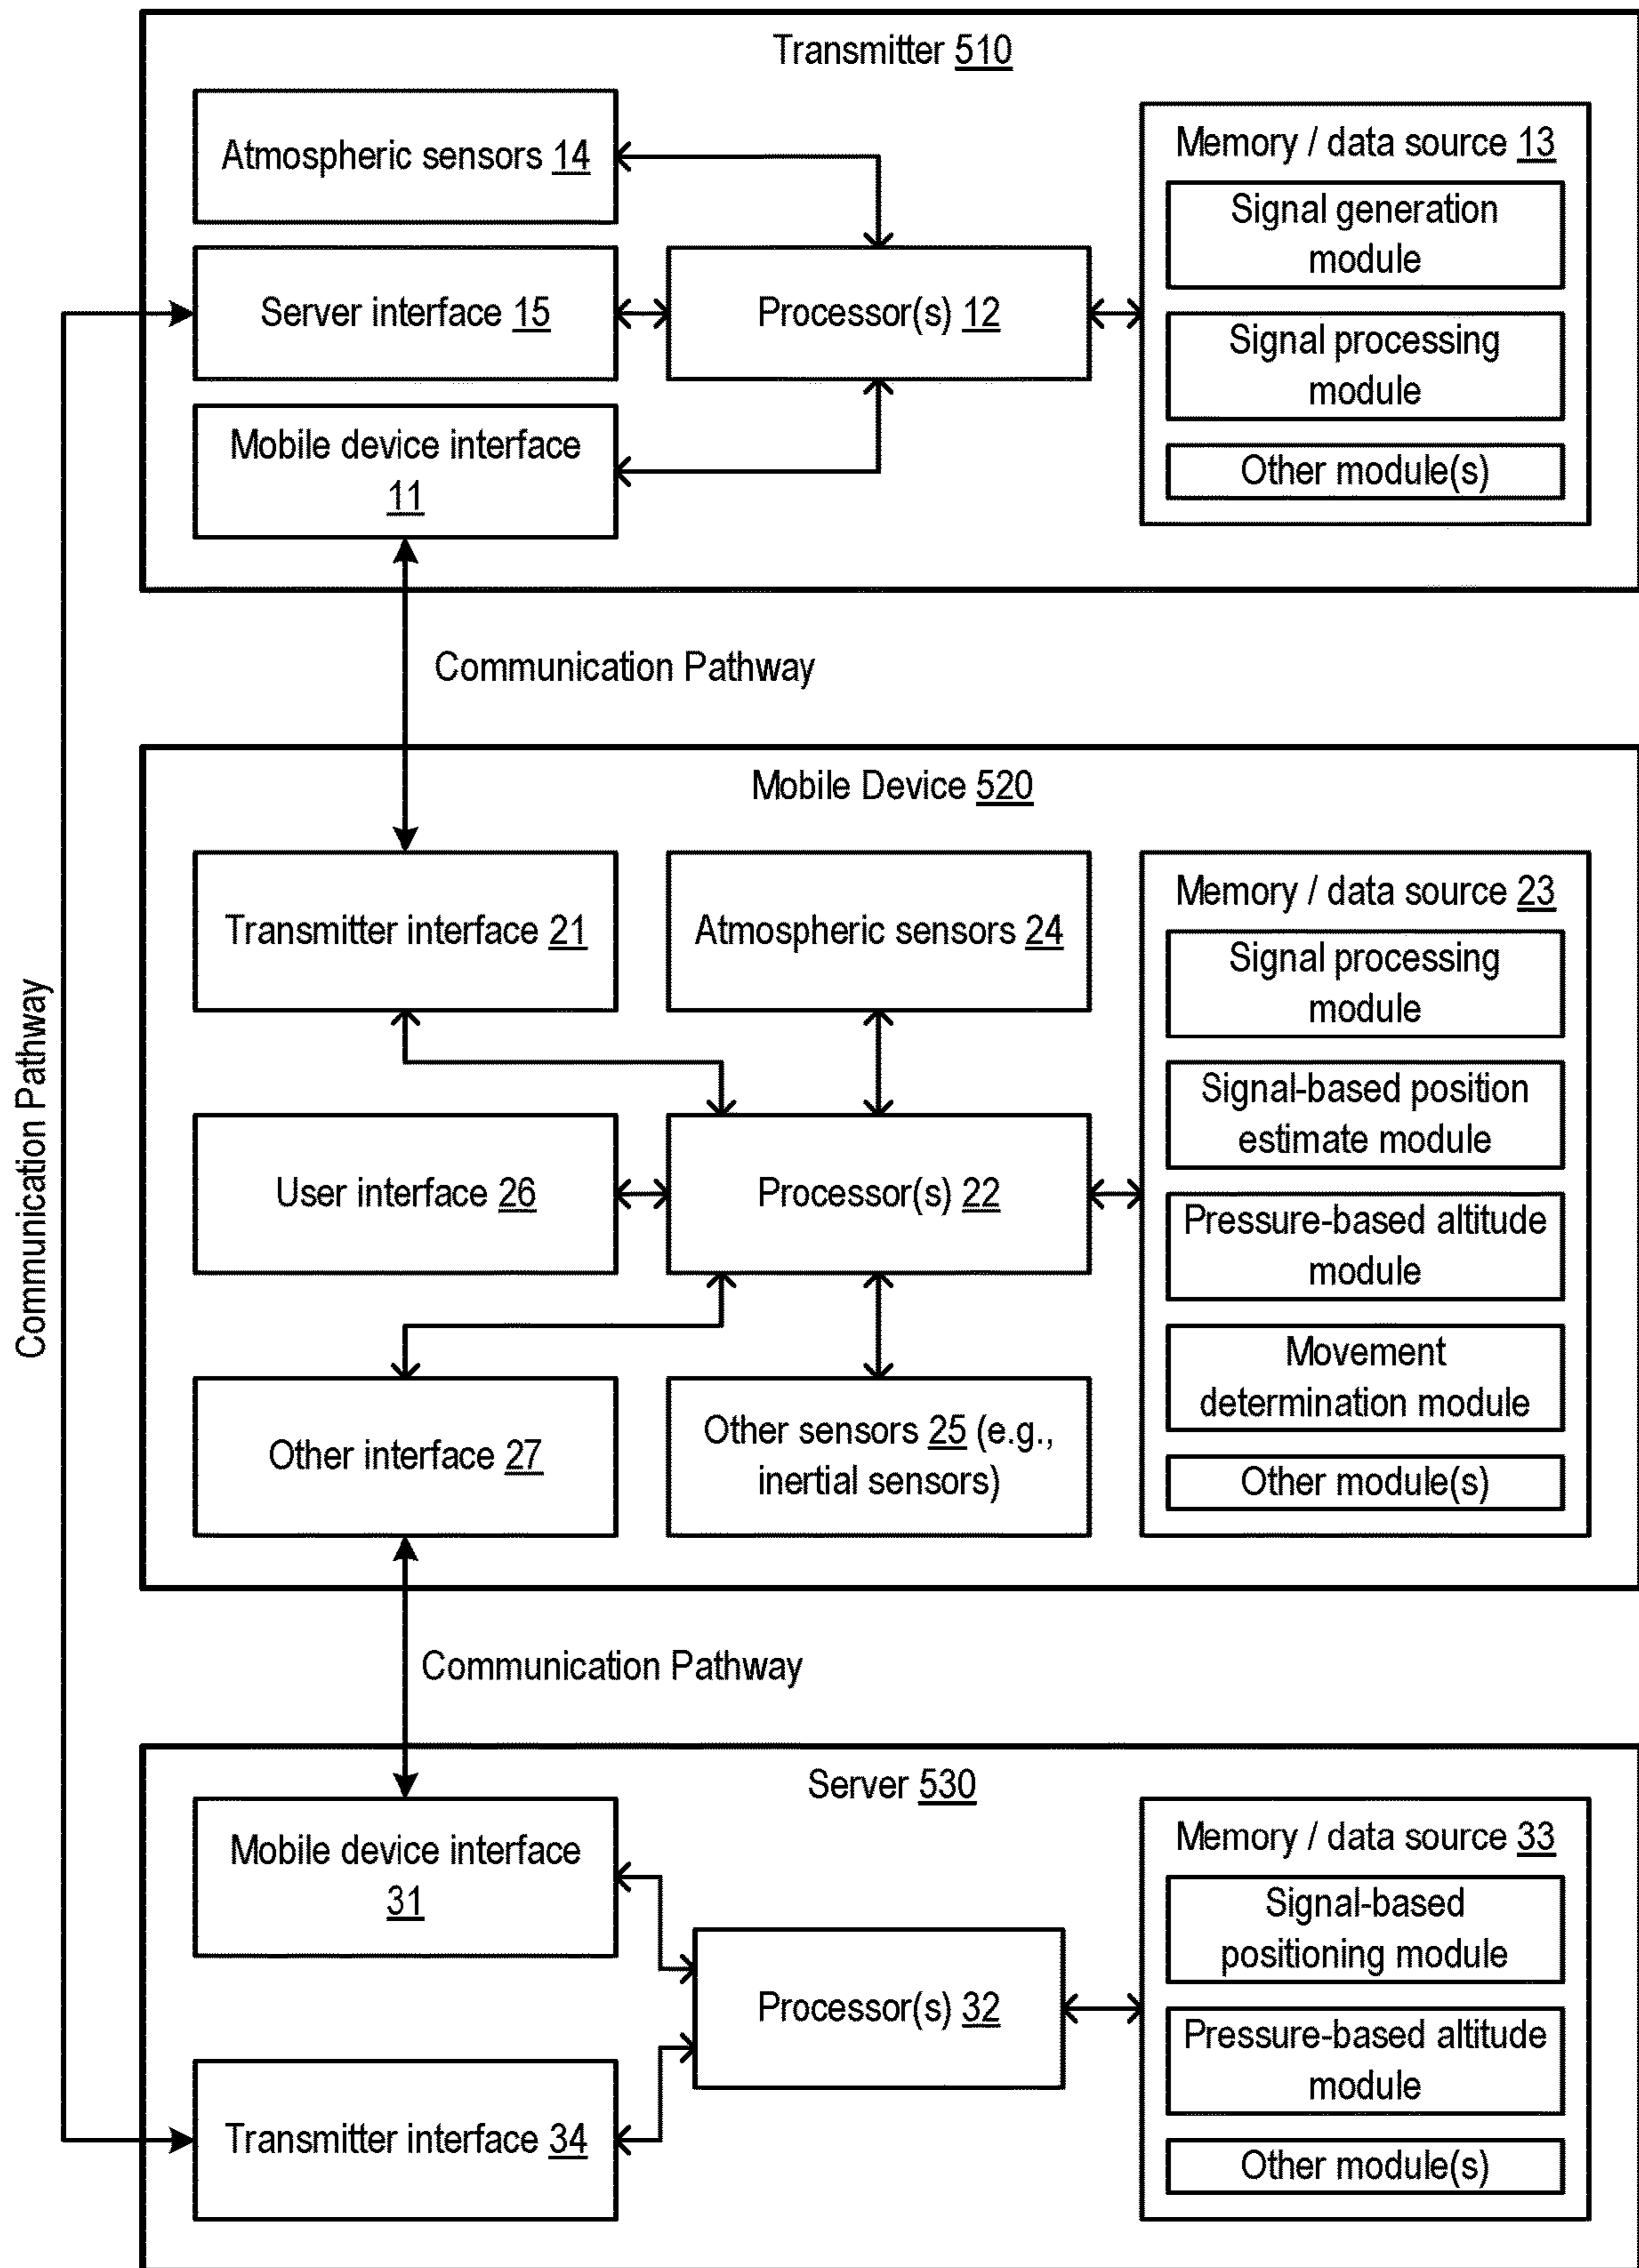 Transmitter 510
Atmospheric sensors 14
Server interface 15
Mobile device interface
11
Processor(s) 12
Memory / data source 13
Signal generation
module
Signal processing
module
Other module(s)
Communication Pathway
Communication Pathway
Mobile Device 520
Transmitter interface 21
Atmospheric sensors 24
User interface 26
Processor(s) 22
Other interface 27
Other sensors 25 (e.g.,
inertial sensors)
Memory / data source 23
Signal processing
module
Signal-based position
estimate module
Pressure-based altitude
module
Movement
determination module
Other module(s)
Communication Pathway
Server 530
Mobile device interface
31
Processor(s) 32
Transmitter interface 34
Memory / data source 33
Signal-based
positioning module
Pressure-based altitude
module
Other module(s)